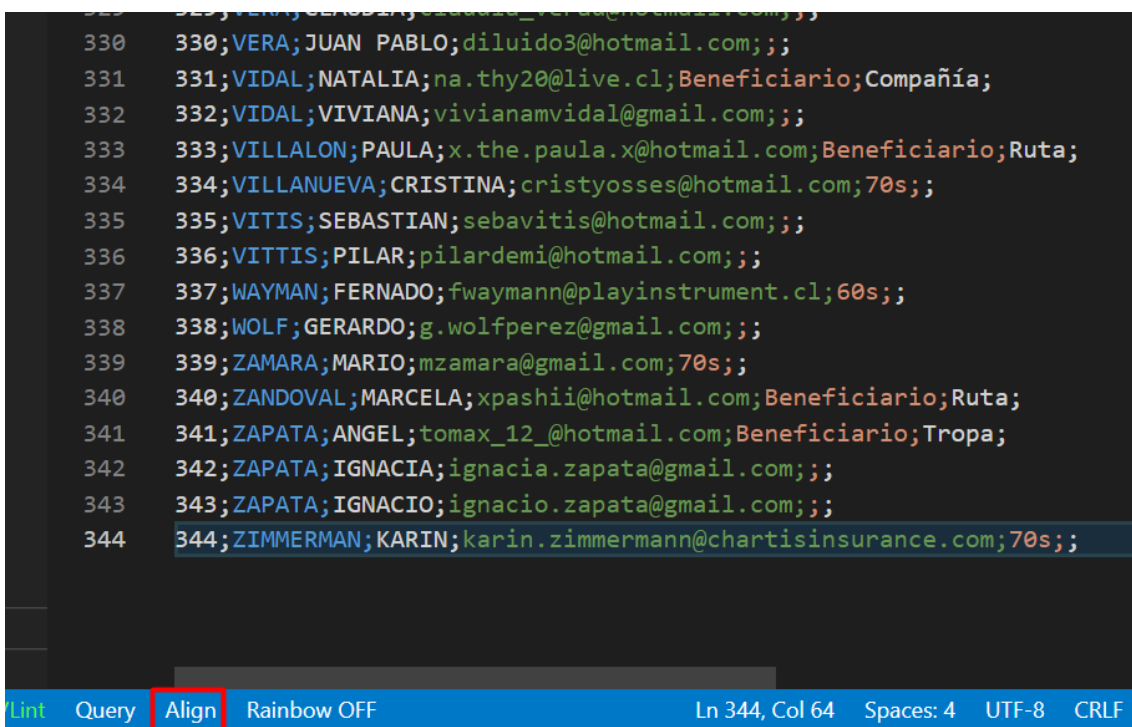 330 330;VERA;JUAN PABLO;diluido3@hotmail.com;;;
331 331;VIDAL;NATALIA;na.thy20@live.cl;Beneficiario;Compañía;
332 332;VIDAL;VIVIANA;vivianamvidal@gmail.com;;;
333 333;VILLALON;PAULA;x.the.paula.x@hotmail.com;Beneficiario;Ruta;
334 334;VILLANUEVA;CRISTINA;cristyosses@hotmail.com;70s;;
335 335;VITIS;SEBASTIAN;sebavitis@hotmail.com;;;
336 336;VITTIS;PILAR;pilardemi@hotmail.com;;;
337 337;WAYMAN;FERNADO;fwaymann@playinstrument.cl;60s;;
338 338;WOLF;GERARDO;g.wolfperez@gmail.com;;;
339 339;ZAMARA;MARIO;mzamara@gmail.com;70s;;
340 340;ZANDOVAL;MARCELA;xpashii@hotmail.com;Beneficiario;Ruta;
341 341;ZAPATA;ANGEL;tomax_12_@hotmail.com;Beneficiario;Tropa;
342 342;ZAPATA;IGNACIA;ignacia.zapata@gmail.com;;;
343 343;ZAPATA;IGNACIO;ignacio.zapata@gmail.com;;;
344 344;ZIMMERMAN;KARIN;karin.zimmermann@chartisinsurance.com;70s;;
Lint Query Align Rainbow OFF Ln 344, Col 64 Spaces: 4 UTF-8 CRLF